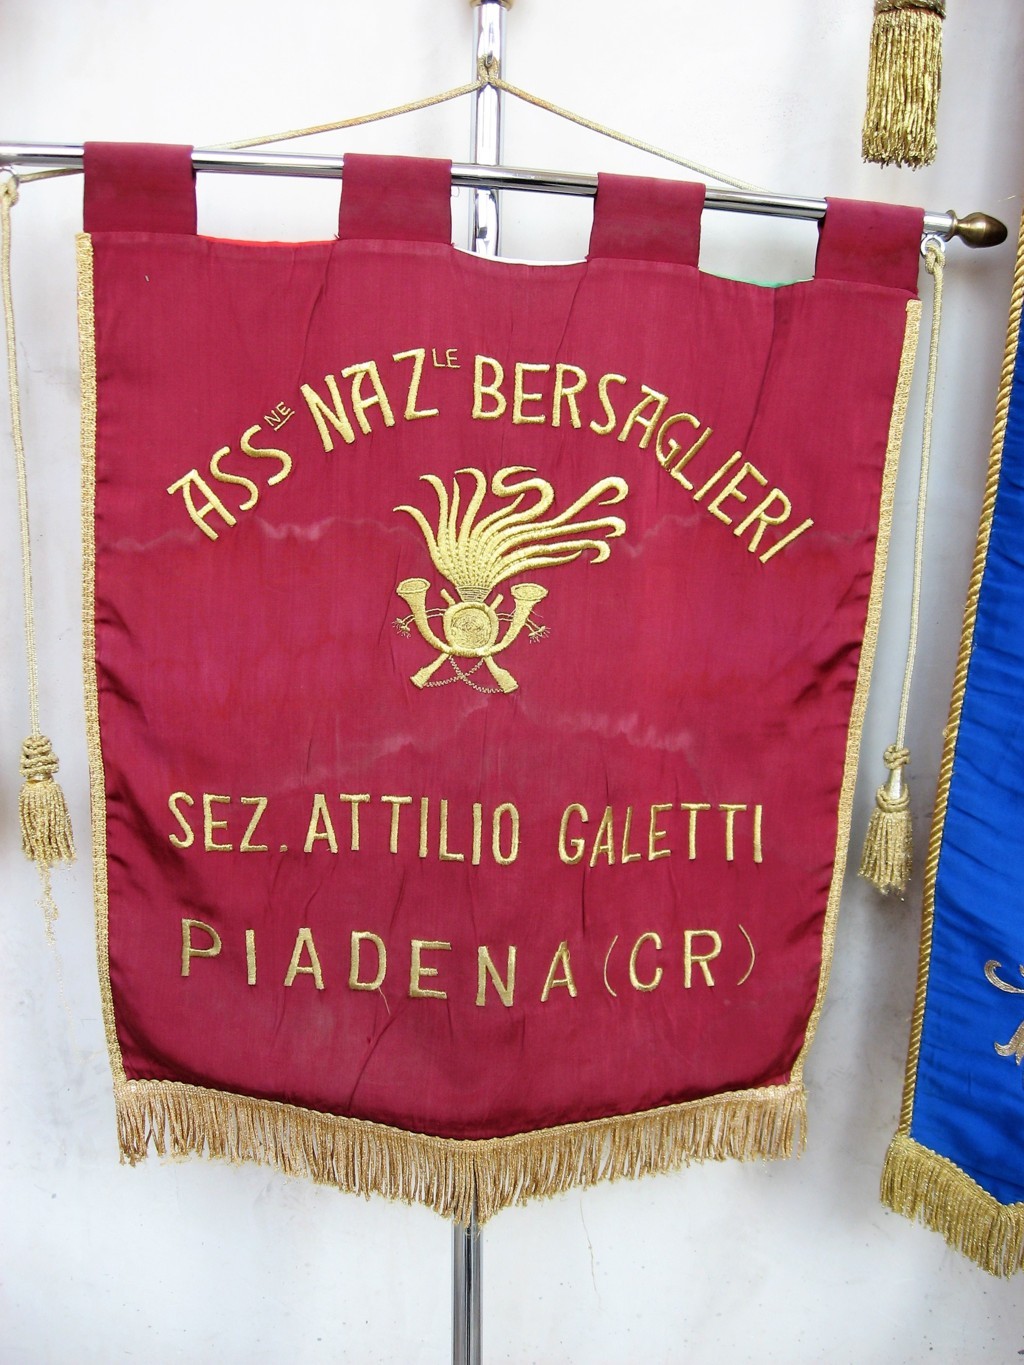 ASSNE NAZLE BERSAGLIERI
SEZ. ATTILIO GALETTI
PIADENA (CR)